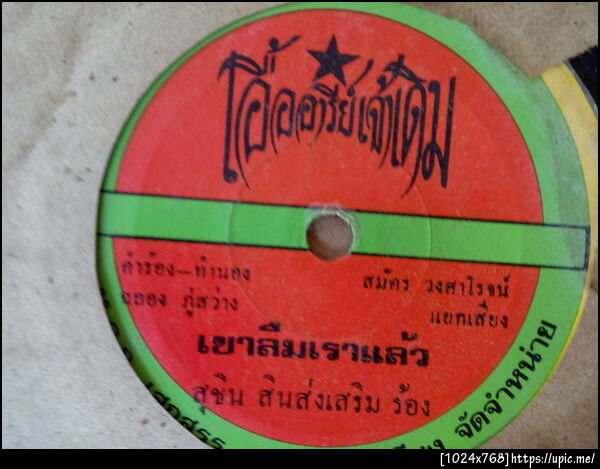 โอื้ออารีย์เจ้าเดิม
คำร้อง-ทำนอง
ฉลอง ภู่สว่าง
สมัคร วงศาโรจน์
แยกเสียง
เขาลืมเราแล้ว
สุชิน สินส่งเสริม ร้อง
จัดจำหน่าย
[1024x768]https://upic.me/